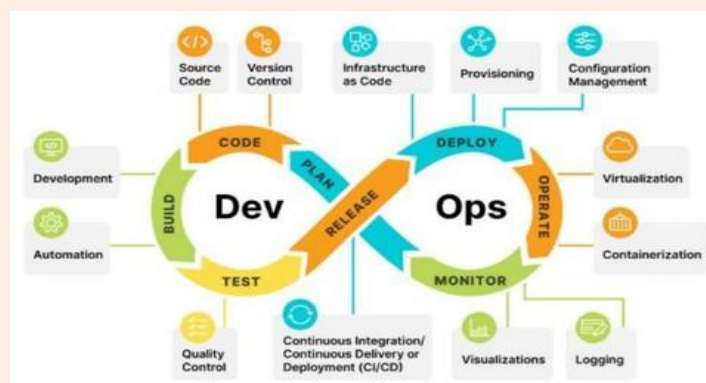 Source
Code
Version
Control
Infrastructure
as Code
Provisioning
Configuration
Management
CODE
PLAN
DEPLOY
Development
BUILD
Dev
RELEASE
Ops
OPERATE
Virtualization
Automation
Containerization
TEST
MONITOR
Quality
Control
Continuous Integration/
Continuous Delivery or
Deployment (CI/CD)
Visualizations
Logging